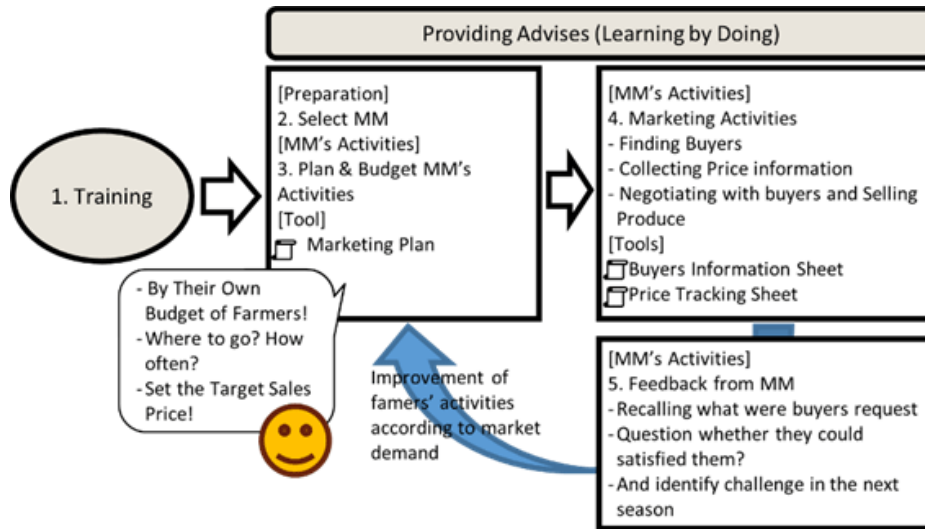 Providing Advises (Learning by Doing)
1. Training
[Preparation]
2. Select MM
[MM's Activities]
3. Plan & Budget MM's
Activities
[Tool]
Marketing Plan
- By Their Own
Budget of Farmers!
- Where to go? How
often?
- Set the Target Sales
Price!
[MM's Activities]
4. Marketing Activities
- Finding Buyers
- Collecting Price information
- Negotiating with buyers and Selling
Produce
[Tools]
Buyers Information Sheet
Price Tracking Sheet
[MM's Activities]
5. Feedback from MM
- Recalling what were buyers request
- Question whether they could
satisfied them?
- And identify challenge in the next
season
Improvement of
famers' activities
according to market
demand